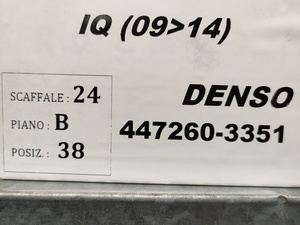 IQ (09>14)
SCAFFALE : 24
PIANO : B
POSIZ. : 38
DENSO
447260-3351